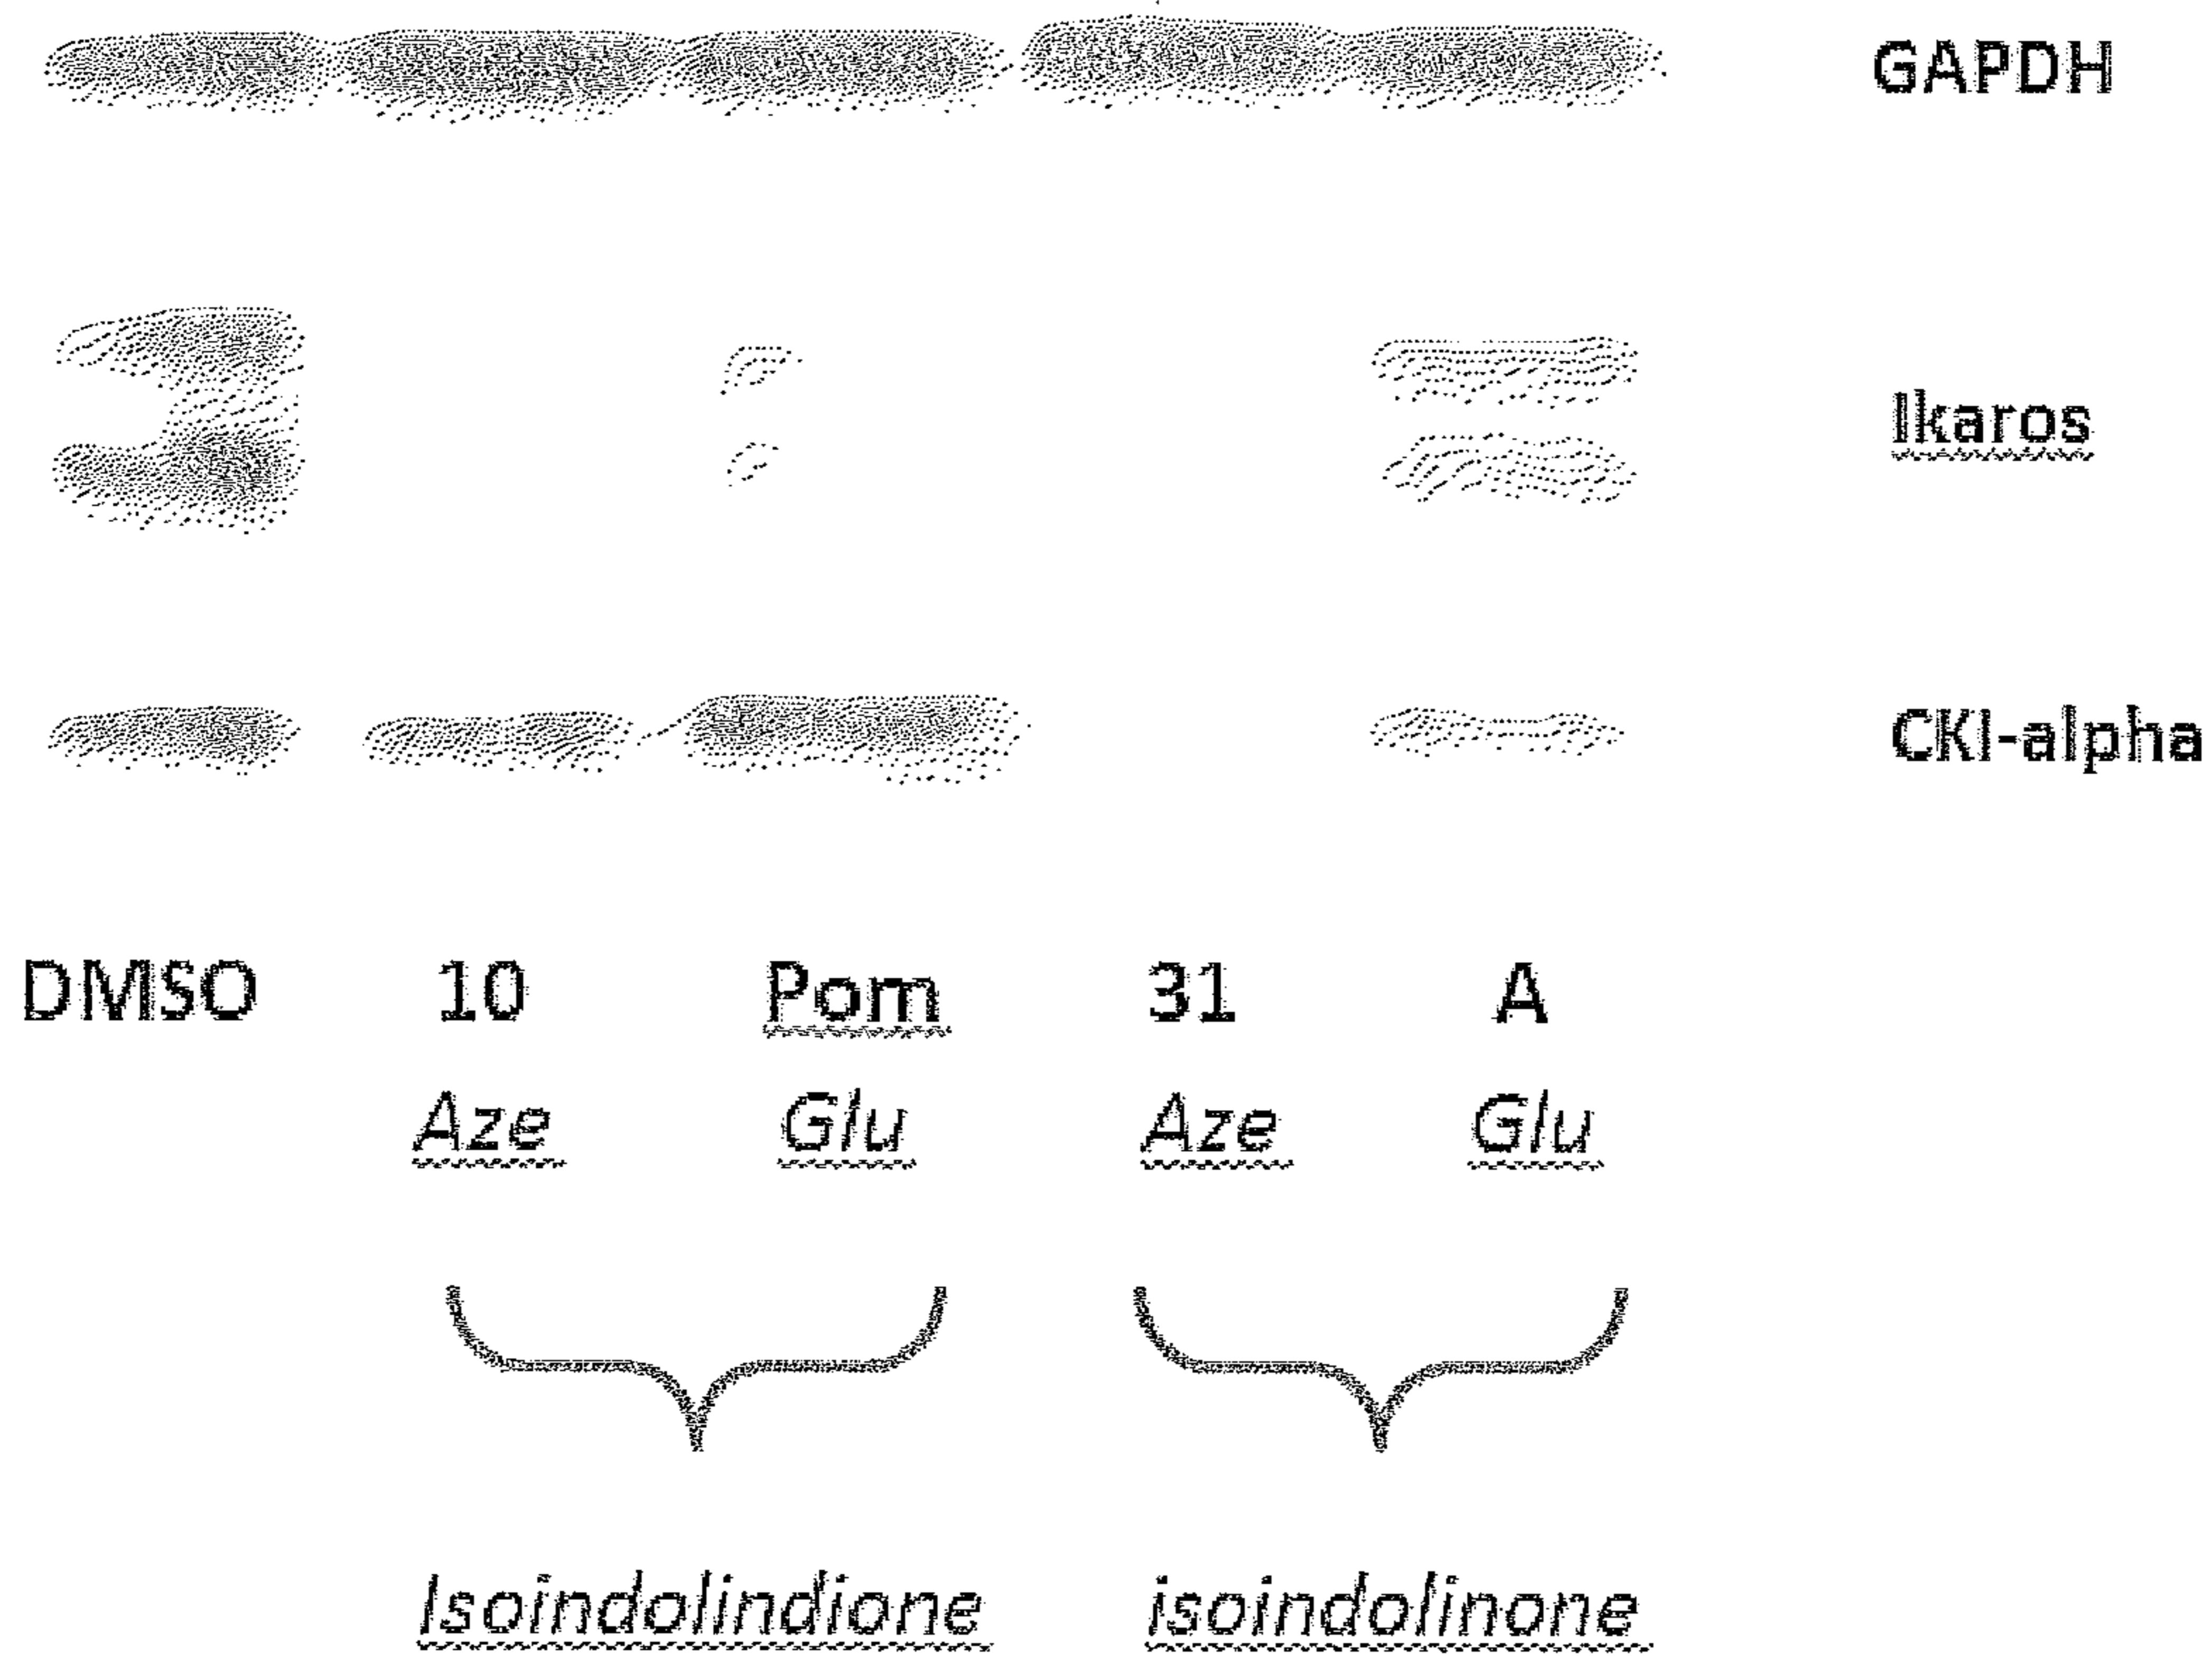 GAPDH
Ikaros
CKI-alpha
DMSO 10 Pom 31 A
Aze Glu Aze Glu
Isoindolindione isoindolinone